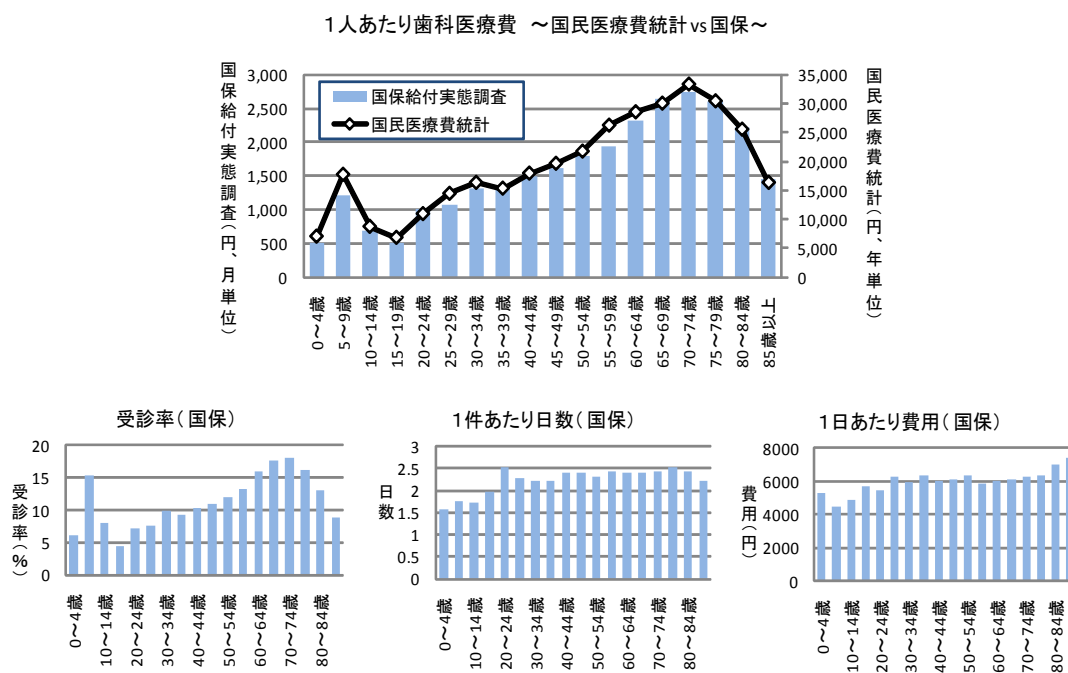 1人あたり歯科医療費 ～国民医療費統計 vs 国保～
国保給付実態調査(円、月単位)
3,000
2,500
2,000
1,500
1,000
500
0
国保給付実態調査
国民医療費統計
35,000
30,000
25,000
20,000
15,000
10,000
5,000
0
国民医療費統計(円、年単位)
0～4歳
5～9歳
10～14歳
15～19歳
20～24歳
25～29歳
30～34歳
35～39歳
40～44歳
45～49歳
50～54歳
55～59歳
60～64歳
65～69歳
70～74歳
75～79歳
80～84歳
85歳以上
受診率(国保)
受診率(%)
20
15
10
5
0
0～4歳
10～14歳
20～24歳
30～34歳
40～44歳
50～54歳
60～64歳
70～74歳
80～84歳
1件あたり日数(国保)
日数
3
2.5
2
1.5
1
0.5
0
0～4歳
10～14歳
20～24歳
30～34歳
40～44歳
50～54歳
60～64歳
70～74歳
80～84歳
1日あたり費用(国保)
費用(円)
8000
6000
4000
2000
0
0～4歳
10～14歳
20～24歳
30～34歳
40～44歳
50～54歳
60～64歳
70～74歳
80～84歳